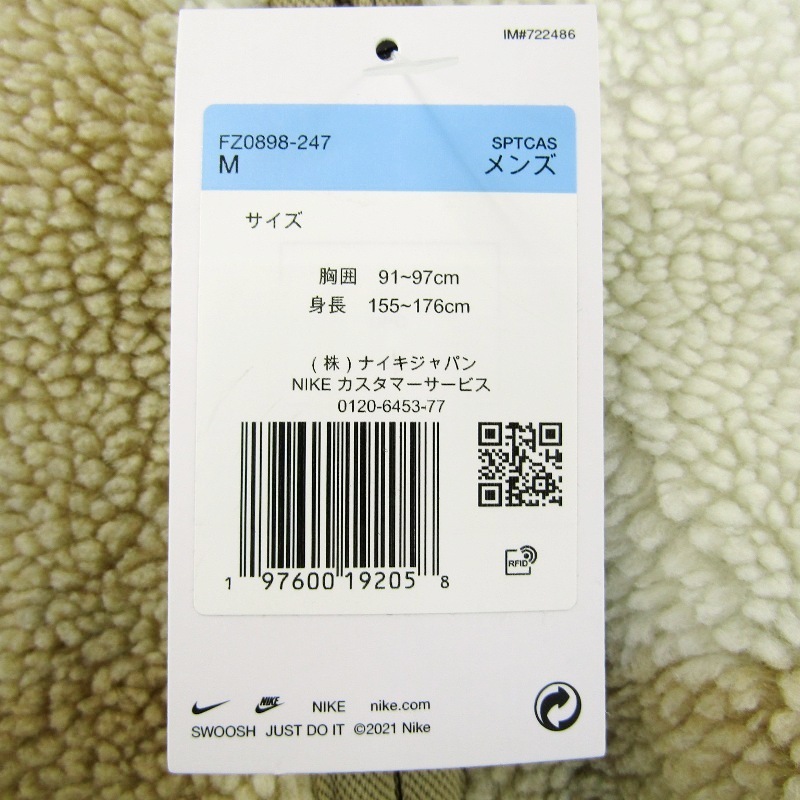 IM#722486
FZ0898-247 SPTCAS
M メンズ
サイズ
胸囲 91~97cm
身長 155~176cm
(株)ナイキジャパン
NIKE カスタマーサービス
0120-6453-77
RFID
1 97600 19205 8
NIKE NIKE nike.com
SWOOSH JUST DO IT ©2021 Nike